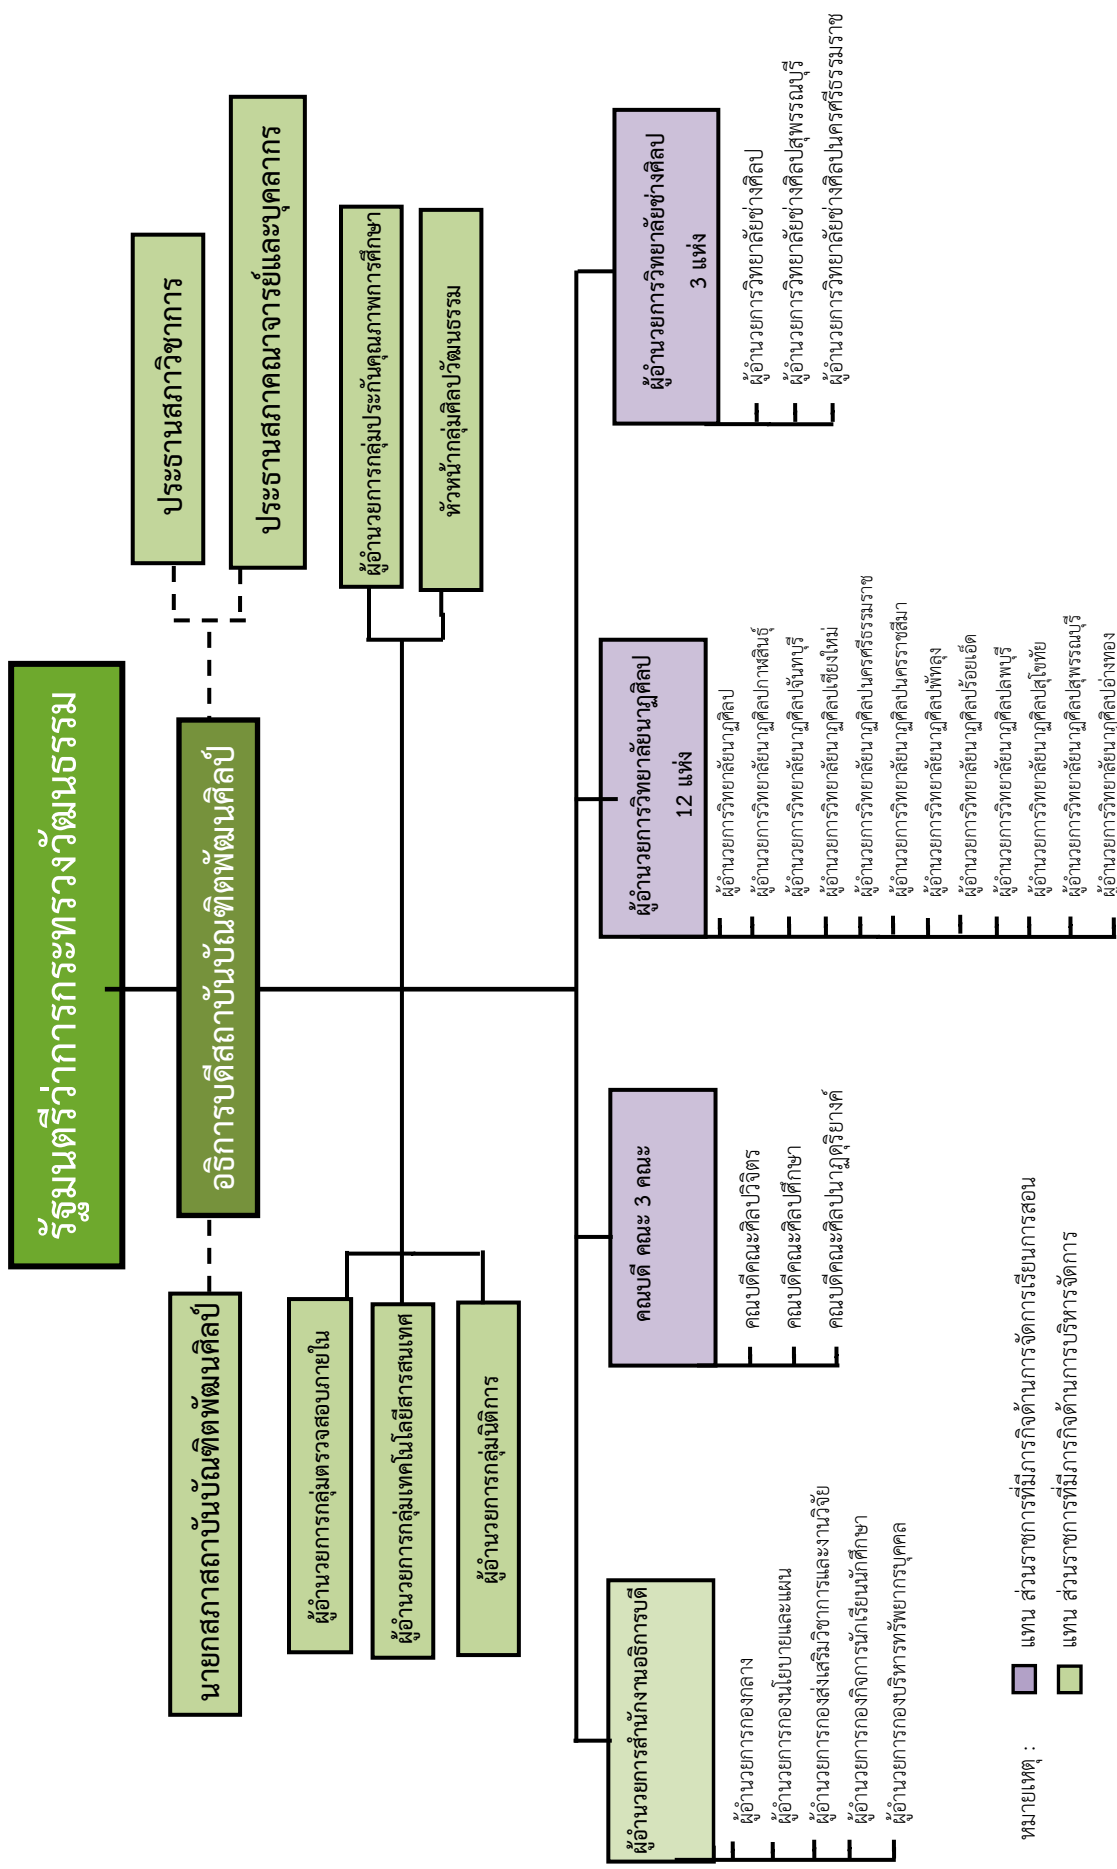 รัฐมนตรีว่าการกระทรวงวัฒนธรรม
นายกสภาสถาบันบัณฑิตพัฒนศิลป์
อธิการบดีสถาบันบัณฑิตพัฒนศิลป์
ประธานสภาวิชาการ
ประธานสภาคณาจารย์และบุคลากร
ผู้อำนวยการกลุ่มตรวจสอบภายใน
ผู้อำนวยการกลุ่มเทคโนโลยีสารสนเทศ
ผู้อำนวยการกลุ่มนิติการ
ผู้อำนวยการกลุ่มประกันคุณภาพการศึกษา
หัวหน้ากลุ่มศิลปวัฒนธรรม
ผู้อำนวยการสำนักงานอธิการบดี
ผู้อำนวยการกองกลาง
ผู้อำนวยการกองนโยบายและแผน
ผู้อำนวยการกองส่งเสริมวิชาการและงานวิจัย
ผู้อำนวยการกองกิจการนักเรียนนักศึกษา
ผู้อำนวยการกองบริหารทรัพยากรบุคคล
คณบดี คณะ 3 คณะ
คณบดีคณะศิลปวิจิตร
คณบดีคณะศิลปศึกษา
คณบดีคณะศิลปนาฏดุริยางค์
ผู้อำนวยการวิทยาลัยนาฏศิลป
12 แห่ง
ผู้อำนวยการวิทยาลัยนาฏศิลป
ผู้อำนวยการวิทยาลัยนาฏศิลปกาฬสินธุ์
ผู้อำนวยการวิทยาลัยนาฏศิลปจันทบุรี
ผู้อำนวยการวิทยาลัยนาฏศิลปเชียงใหม่
ผู้อำนวยการวิทยาลัยนาฏศิลปนครศรีธรรมราช
ผู้อำนวยการวิทยาลัยนาฏศิลปนครราชสีมา
ผู้อำนวยการวิทยาลัยนาฏศิลปพัทลุง
ผู้อำนวยการวิทยาลัยนาฏศิลปร้อยเอ็ด
ผู้อำนวยการวิทยาลัยนาฏศิลปลพบุรี
ผู้อำนวยการวิทยาลัยนาฏศิลปสุโขทัย
ผู้อำนวยการวิทยาลัยนาฏศิลปสุพรรณบุรี
ผู้อำนวยการวิทยาลัยนาฏศิลปอ่างทอง
ผู้อำนวยการวิทยาลัยช่างศิลป
3 แห่ง
ผู้อำนวยการวิทยาลัยช่างศิลป
ผู้อำนวยการวิทยาลัยช่างศิลปสุพรรณบุรี
ผู้อำนวยการวิทยาลัยช่างศิลปนครศรีธรรมราช
หมายเหตุ :
แทน ส่วนราชการที่มีภารกิจด้านการจัดการเรียนการสอน
แทน ส่วนราชการที่มีภารกิจด้านการบริหารจัดการ